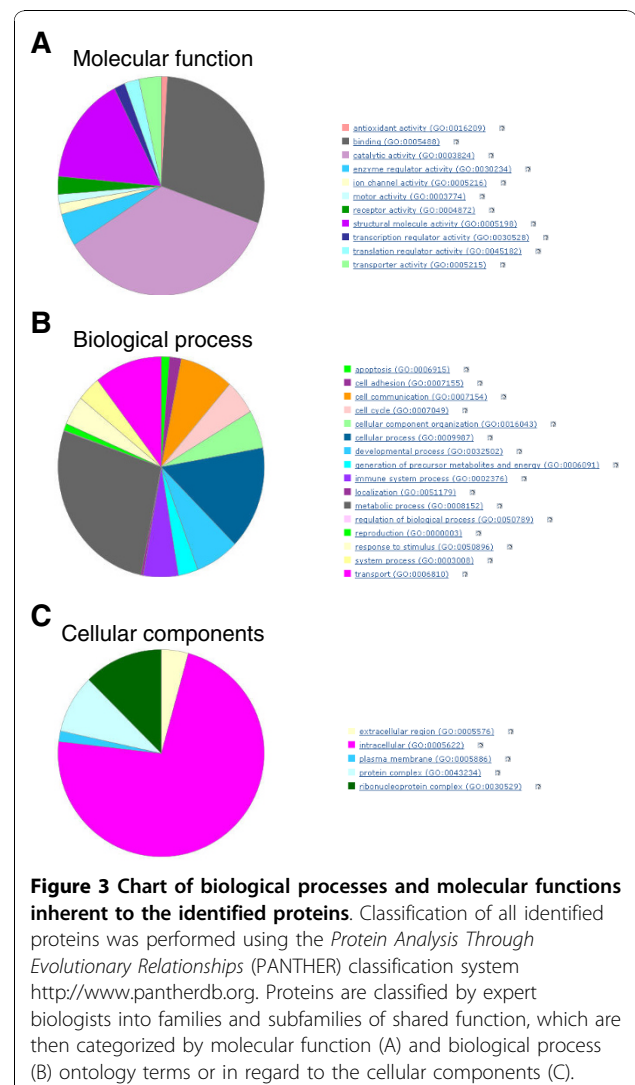 A
Molecular function
antioxidant activity (GO:0016209)
binding (GO:0005488)
catalytic activity (GO:0003824)
enzyme regulator activity (GO:0030234)
ion channel activity (GO:0005216)
motor activity (GO:0003774)
receptor activity (GO:0004872)
structural molecule activity (GO:0005198)
transcription regulator activity (GO:0030528)
translation regulator activity (GO:0045182)
transporter activity (GO:0005215)
B
Biological process
apoptosis (GO:0006915)
cell adhesion (GO:0007155)
cell communication (GO:0007154)
cell cycle (GO:0007049)
cellular component organization (GO:0016043)
cellular process (GO:0009987)
developmental process (GO:0032502)
generation of precursor metabolites and energy (GO:0006091)
immune system process (GO:0002376)
localization (GO:0051179)
metabolic process (GO:0008152)
regulation of biological process (GO:0050789)
reproduction (GO:0000003)
response to stimulus (GO:0050896)
system process (GO:0003008)
transport (GO:0006810)
C
Cellular components
extracellular region (GO:0005576)
intracellular (GO:0005622)
plasma membrane (GO:0005886)
protein complex (GO:0043234)
ribonucleoprotein complex (GO:0030529)
Figure 3 Chart of biological processes and molecular functions
inherent to the identified proteins. Classification of all identified
proteins was performed using the Protein Analysis Through
Evolutionary Relationships (PANTHER) classification system
http://www.pantherdb.org. Proteins are classified by expert
biologists into families and subfamilies of shared function, which are
then categorized by molecular function (A) and biological process
(B) ontology terms or in regard to the cellular components (C).